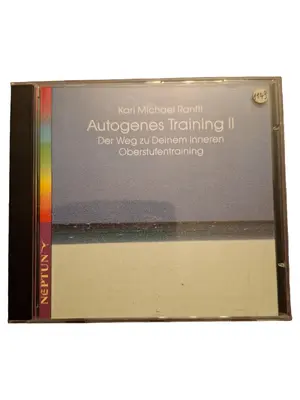 Karl Michael Ranftl
Autogenes Training II
Der Weg zu Deinem Inneren
Oberstufentraining
NEPTUN